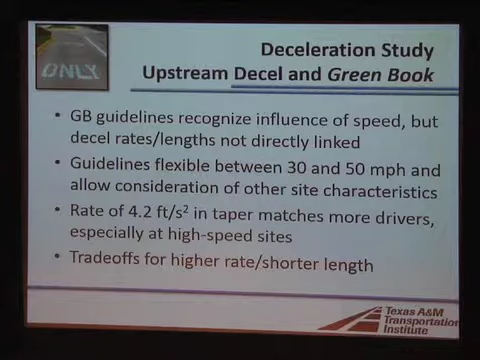 ONLY
Deceleration Study
Upstream Decel and Green Book
• GB guidelines recognize influence of speed, but
decel rates/lengths not directly linked
• Guidelines flexible between 30 and 50 mph and
allow consideration of other site characteristics
• Rate of 4.2 ft/s² in taper matches more drivers,
especially at high-speed sites
• Tradeoffs for higher rate/shorter length
Texas A&M
Transportation
Institute